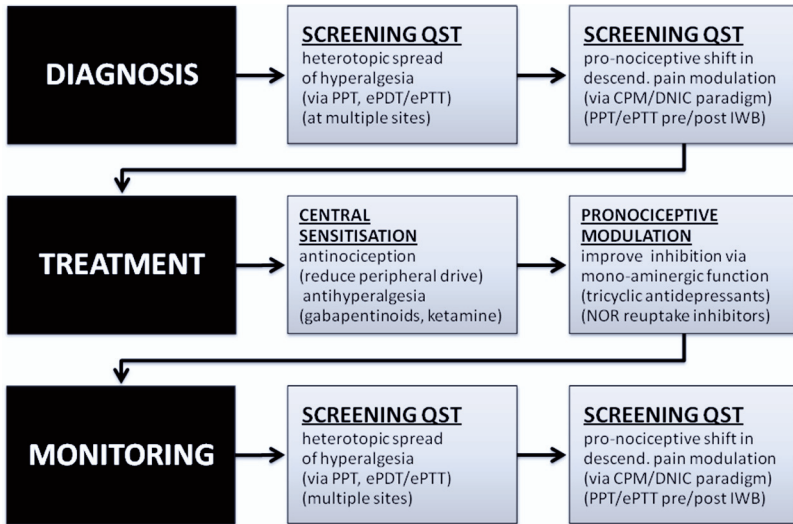 DIAGNOSIS
SCREENING QST
heterotopic spread
of hyperalgesia
(via PPT, ePDT/ePTT)
(at multiple sites)
SCREENING QST
pro-nociceptive shift in
descend. pain modulation
(via CPM/DNIC paradigm)
(PPT/ePTT pre/post IWB)
TREATMENT
CENTRAL
SENSITISATION
antinociception
(reduce peripheral drive)
antihyperalgesia
(gabapentinoids, ketamine)
PRONOCICEPTIVE
MODULATION
improve inhibition via
mono-aminergic function
(tricyclic antidepressants)
(NOR reuptake inhibitors)
MONITORING
SCREENING QST
heterotopic spread
of hyperalgesia
(via PPT, ePDT/ePTT)
(multiple sites)
SCREENING QST
pro-nociceptive shift in
descend. pain modulation
(via CPM/DNIC paradigm)
(PPT/ePTT pre/post IWB)